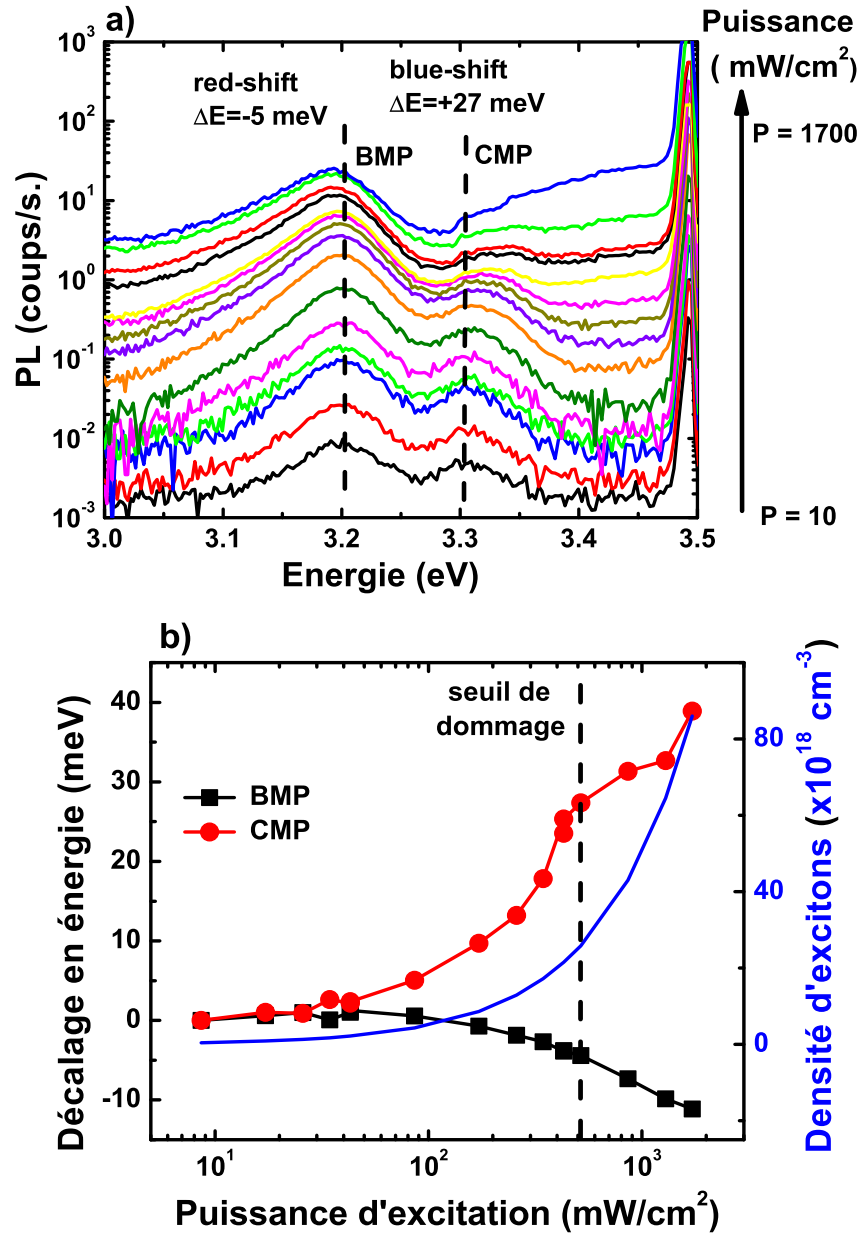 a)
Puissance
( mW/cm²)
P = 1700
P = 10
red-shift
ΔE=-5 meV
blue-shift
ΔE=+27 meV
BMP
CMP
PL (coups/s.)
10³
10²
10¹
10⁰
10⁻¹
10⁻²
10⁻³
3.0 3.1 3.2 3.3 3.4 3.5
Energie (eV)
b)
seuil de
dommage
BMP
CMP
Décalage en énergie (meV)
40
30
20
10
0
-10
Densité d'excitons (x10¹⁸ cm⁻³)
80
40
0
10¹ 10² 10³
Puissance d'excitation (mW/cm²)